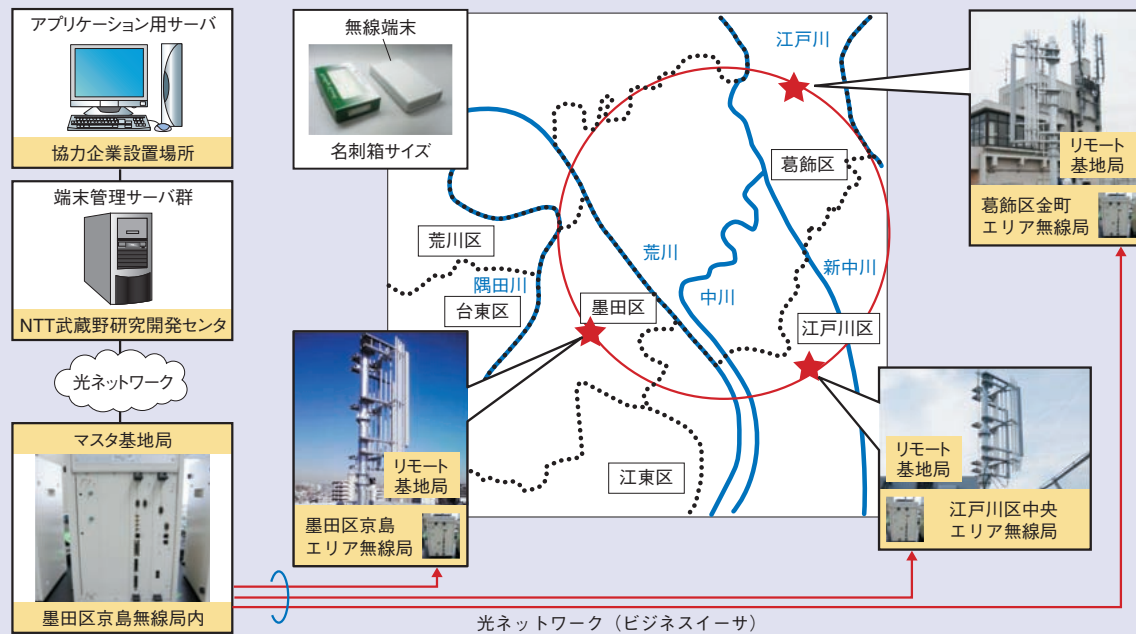 アプリケーション用サーバ
協力企業設置場所
端末管理サーバ群
NTT武蔵野研究開発センタ
光ネットワーク
マスタ基地局
墨田区京島無線局内
無線端末
名刺箱サイズ
江戸川
葛飾区
荒川区
荒川
隅田川
新中川
中川
台東区
墨田区
江戸川区
江東区
リモート
基地局
葛飾区金町
エリア無線局
リモート
基地局
墨田区京島
エリア無線局
リモート
基地局
江戸川区中央
エリア無線局
光ネットワーク（ビジネスイーサ）